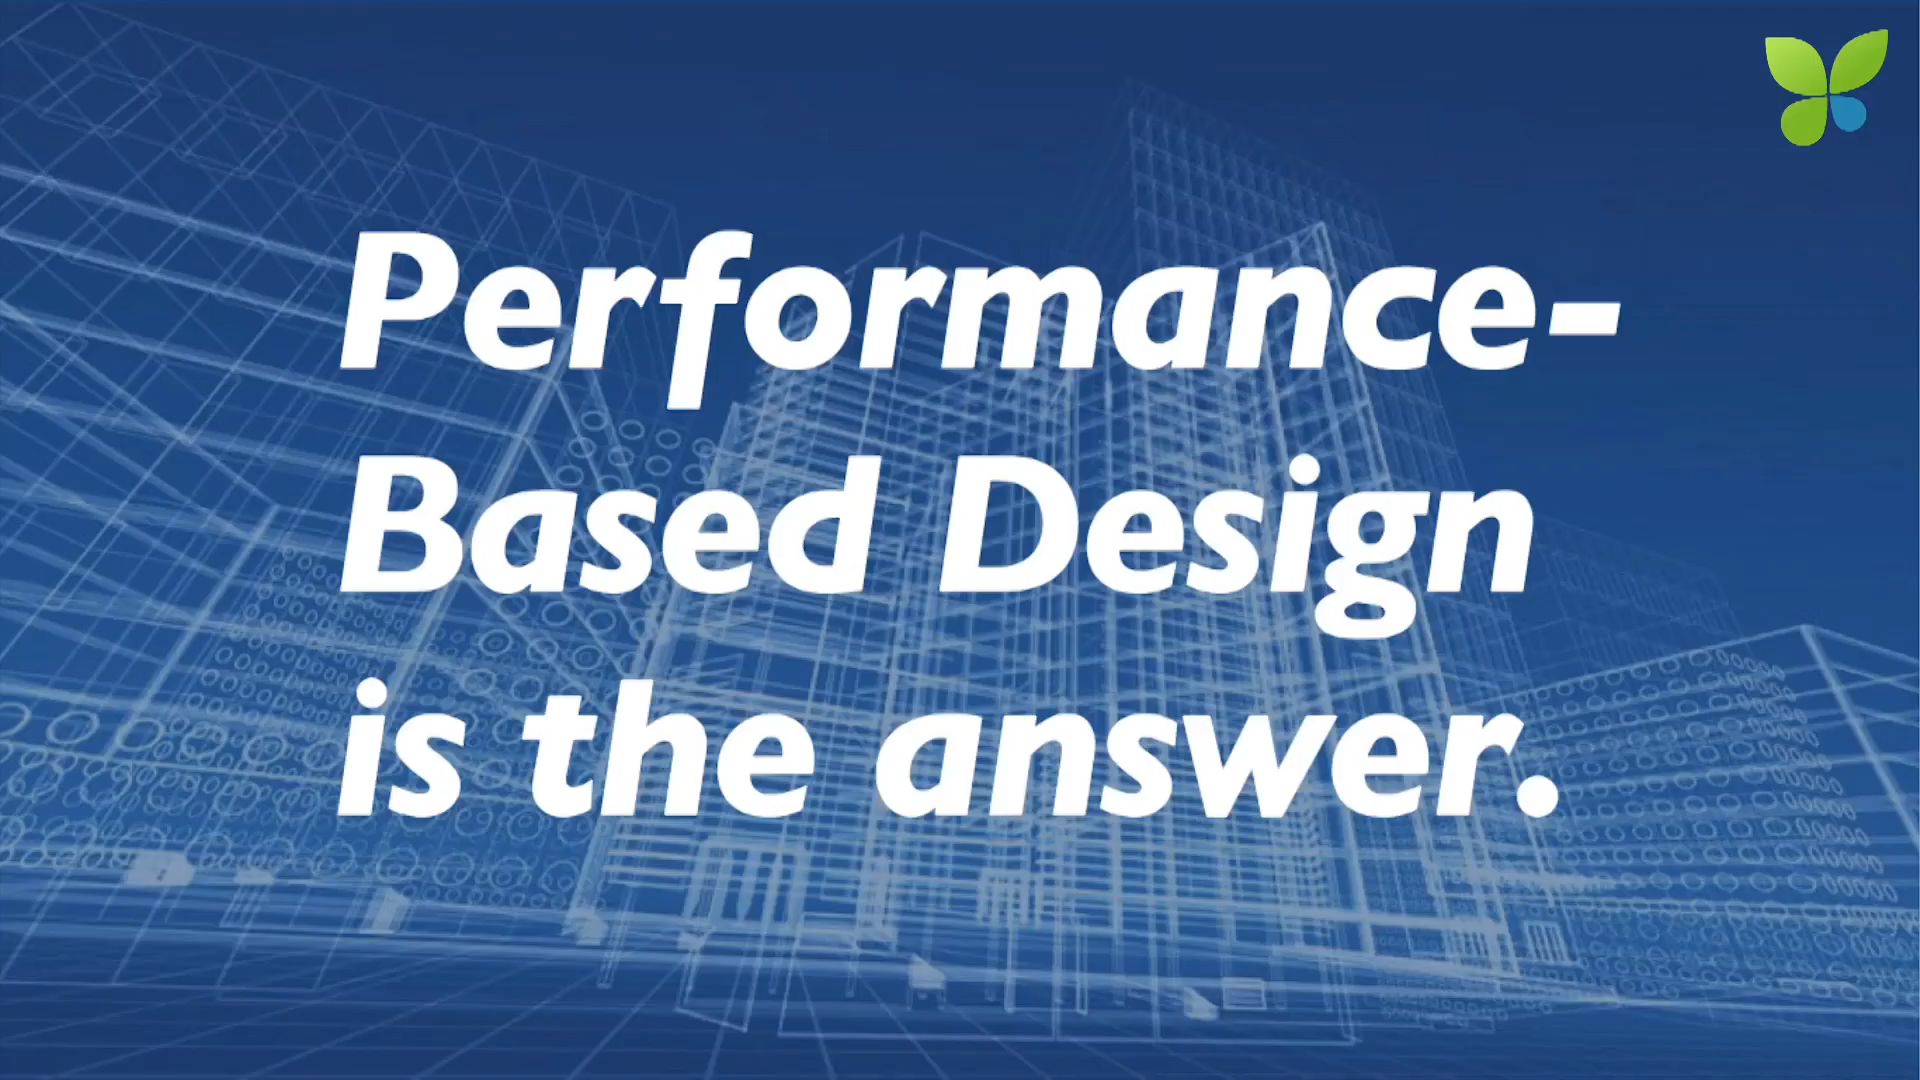 Performance-
Based Design
is the answer.